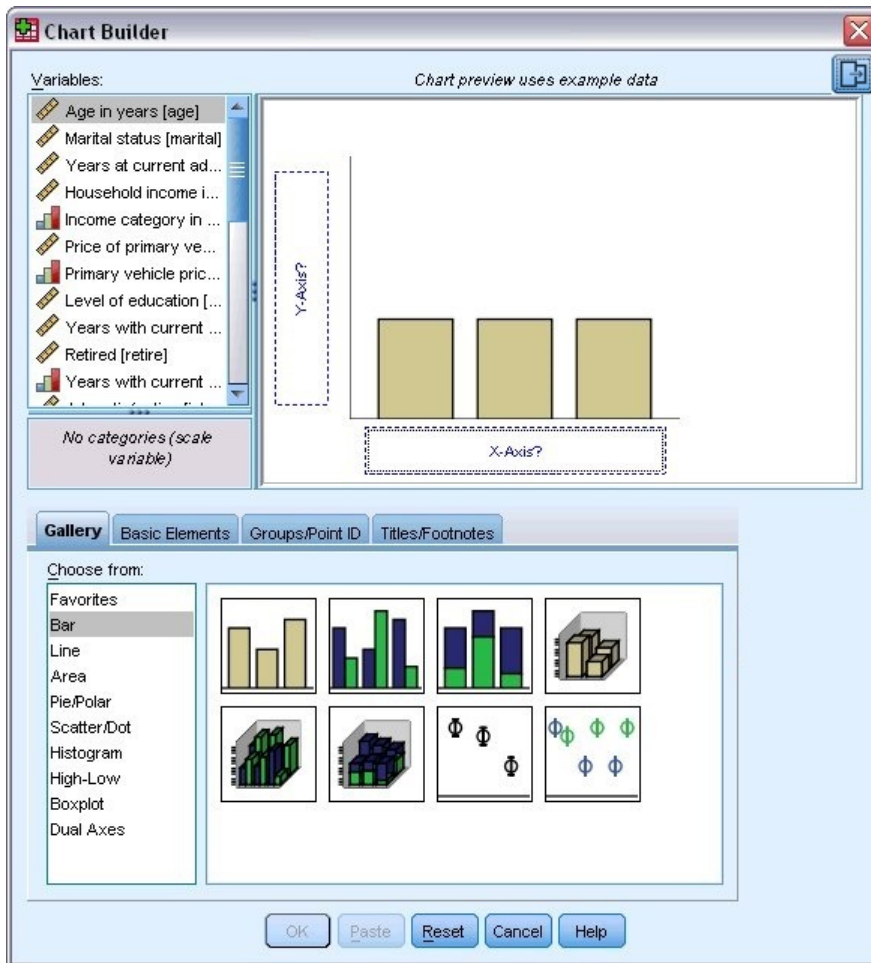 Chart Builder
Variables:
Chart preview uses example data
Age in years [age]
Marital status [marital]
Years at current ad...
Household income i...
Income category in ...
Price of primary ve...
Primary vehicle pric...
Level of education [...
Years with current ...
Retired [retire]
Years with current ...
No categories (scale
variable)
Y-Axis?
X-Axis?
Gallery
Basic Elements
Groups/Point ID
Titles/Footnotes
Choose from:
Favorites
Bar
Line
Area
Pie/Polar
Scatter/Dot
Histogram
High-Low
Boxplot
Dual Axes
OK
Paste
Reset
Cancel
Help